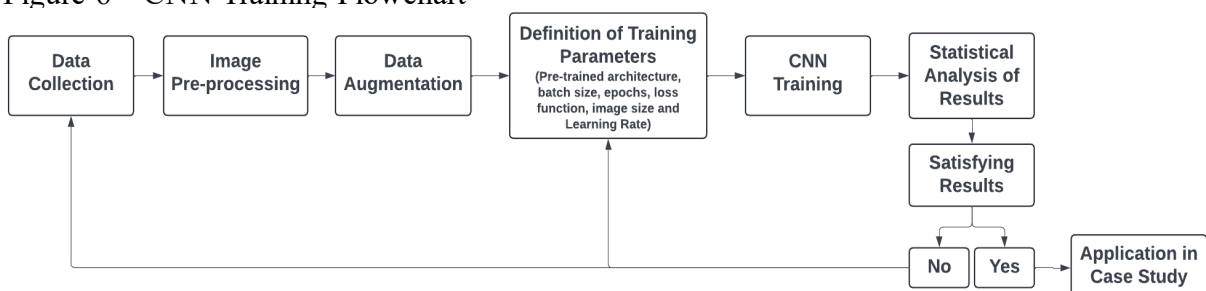 Figure 6 – CNN Training Flowchart
Data
Collection
Image
Pre-processing
Data
Augmentation
Definition of Training
Parameters
(Pre-trained architecture,
batch size, epochs, loss
function, image size and
Learning Rate)
CNN
Training
Statistical
Analysis of
Results
Satisfying
Results
No
Yes
Application in
Case Study